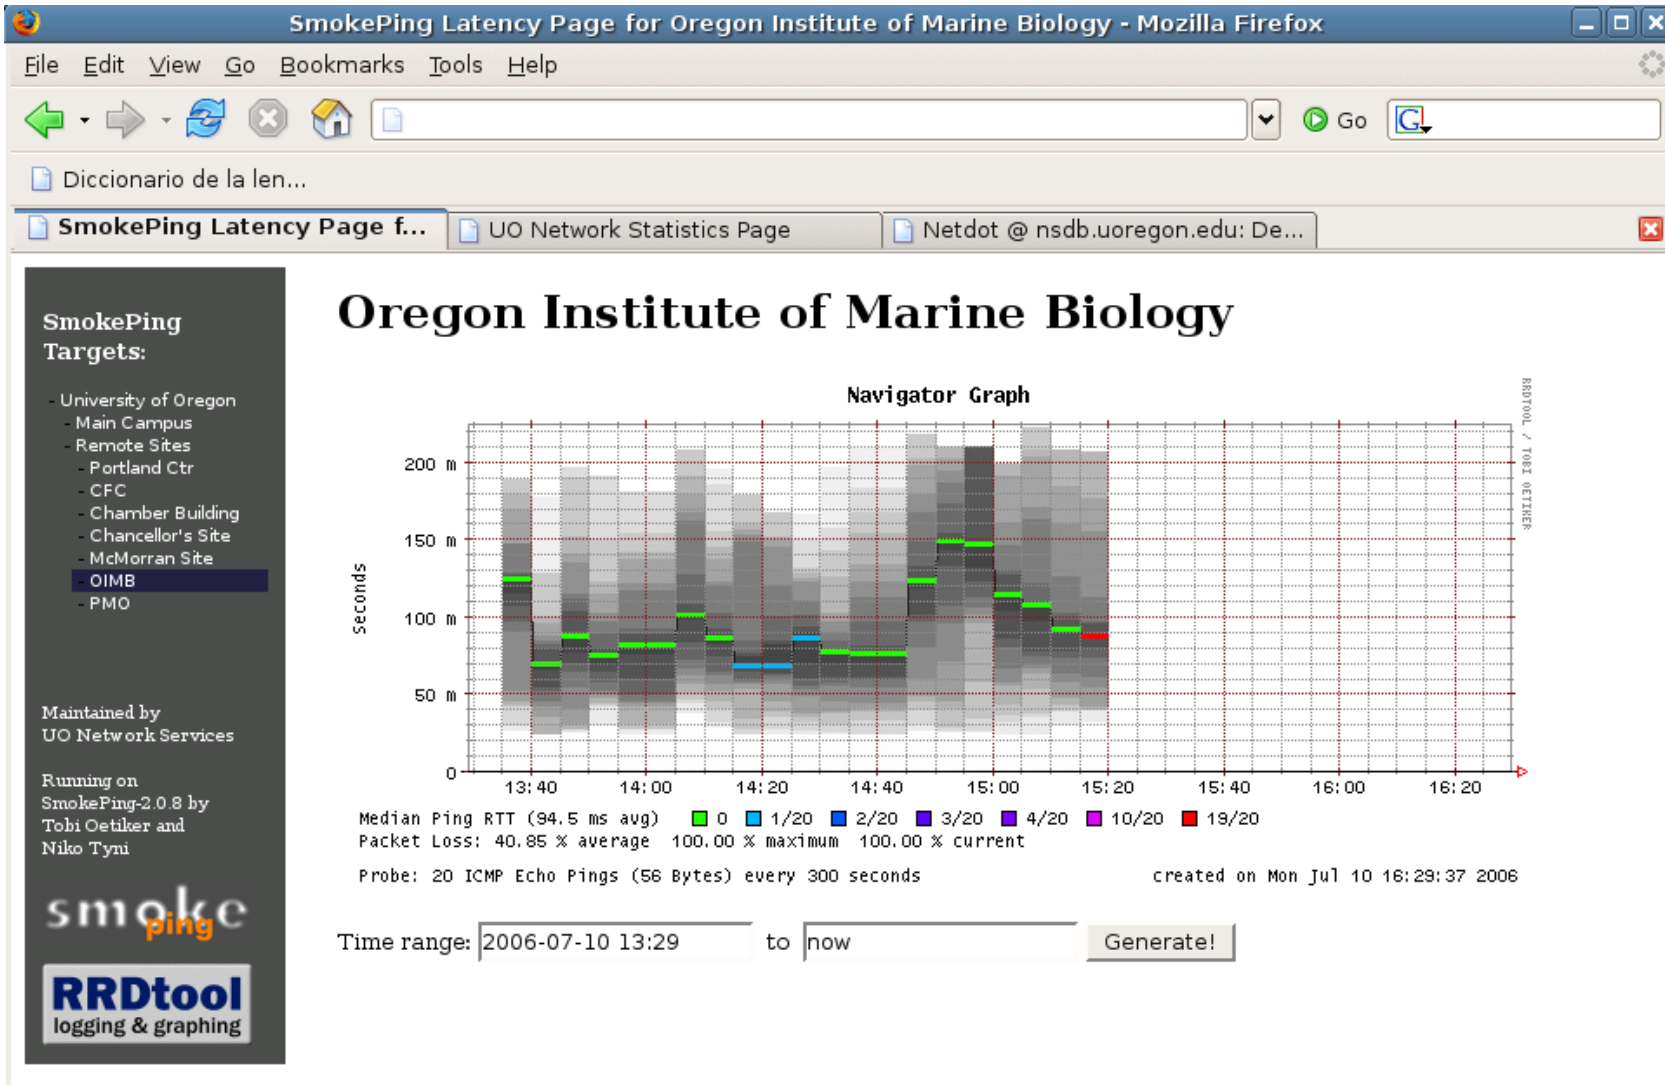 SmokePing Latency Page for Oregon Institute of Marine Biology - Mozilla Firefox
File Edit View Go Bookmarks Tools Help
Go G
Diccionario de la len...
SmokePing Latency Page f... UO Network Statistics Page Netdot @ nsdb.uoregon.edu: De...
SmokePing
Targets:
- University of Oregon
- Main Campus
- Remote Sites
- Portland Ctr
- CFC
- Chamber Building
- Chancellor's Site
- McMorran Site
- OIMB
- PMO
Maintained by
UO Network Services
Running on
SmokePing-2.0.8 by
Tobi Oetiker and
Niko Tyni
smokeping
RRDtool
logging & graphing
Oregon Institute of Marine Biology
Navigator Graph
RRDTOOL / TOBI OETIKER
Seconds
200 m
150 m
100 m
50 m
0
13:40 14:00 14:20 14:40 15:00 15:20 15:40 16:00 16:20
Median Ping RTT (94.5 ms avg) 0 1/20 2/20 3/20 4/20 10/20 19/20
Packet Loss: 40.85 % average 100.00 % maximum 100.00 % current
Probe: 20 ICMP Echo Pings (56 Bytes) every 300 seconds created on Mon Jul 10 16:29:37 2006
Time range: 2006-07-10 13:29 to now Generate!